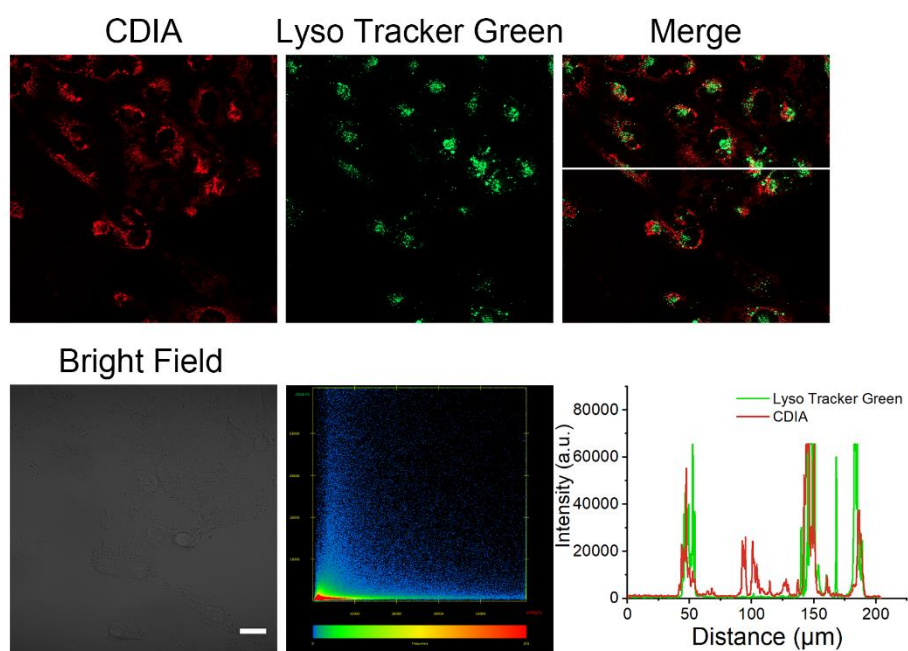 CDIA
Lyso Tracker Green
Merge
Bright Field
Frequency
Intensity (a.u.)
80000
60000
40000
20000
0
Lyso Tracker Green
CDIA
0
50
100
150
200
Distance (μm)